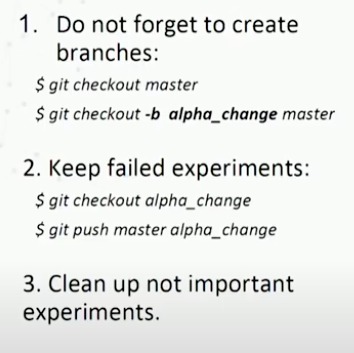 1. Do not forget to create
branches:
$ git checkout master
$ git checkout -b alpha_change master
2. Keep failed experiments:
$ git checkout alpha_change
$ git push master alpha_change
3. Clean up not important
experiments.